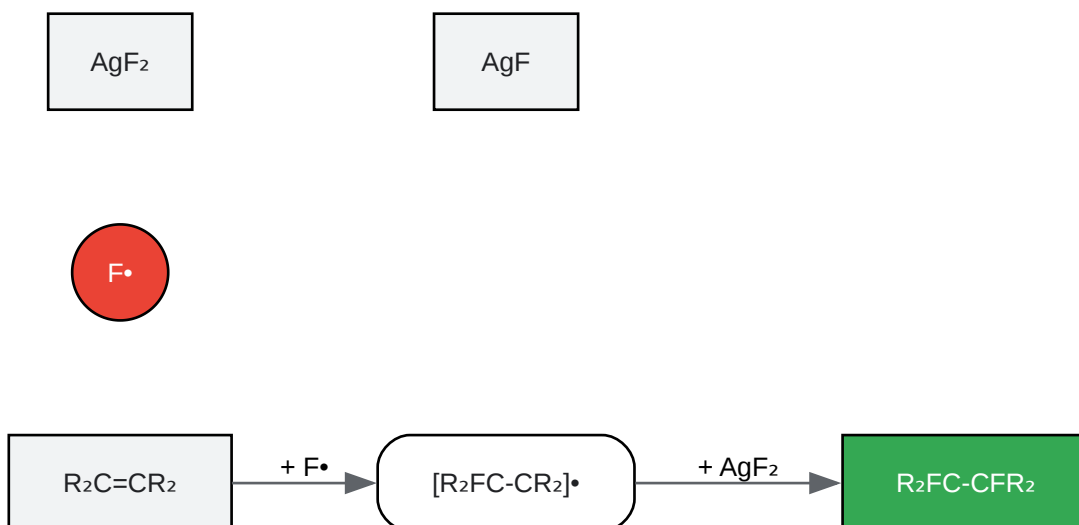 AgF₂
AgF
F•
R₂C=CR₂
+ F•
[R₂FC-CR₂]•
+ AgF₂
R₂FC-CFR₂